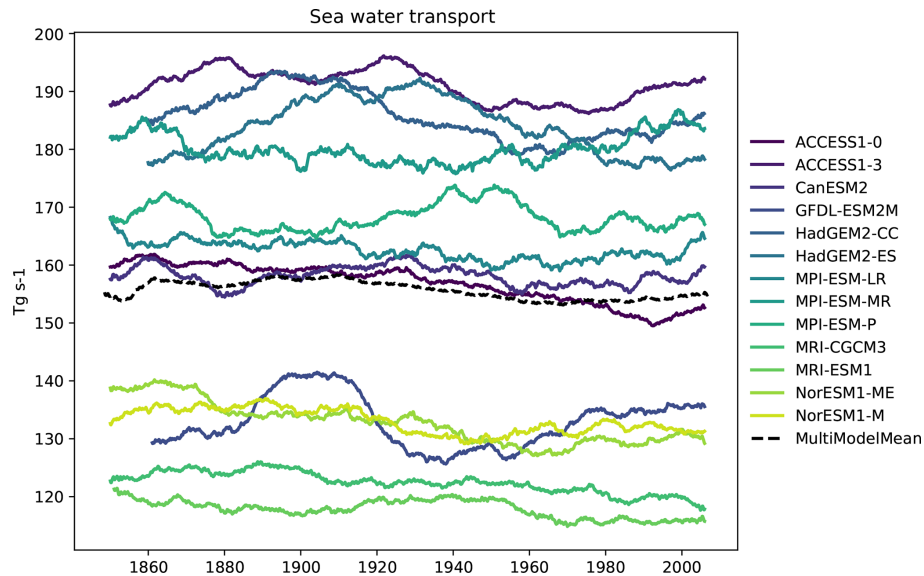 Sea water transport
200
190
180
170
160
150
140
130
120
Tg s-1
1860
1880
1900
1920
1940
1960
1980
2000
ACCESS1-0
ACCESS1-3
CanESM2
GFDL-ESM2M
HadGEM2-CC
HadGEM2-ES
MPI-ESM-LR
MPI-ESM-MR
MPI-ESM-P
MRI-CGCM3
MRI-ESM1
NorESM1-ME
NorESM1-M
MultiModelMean